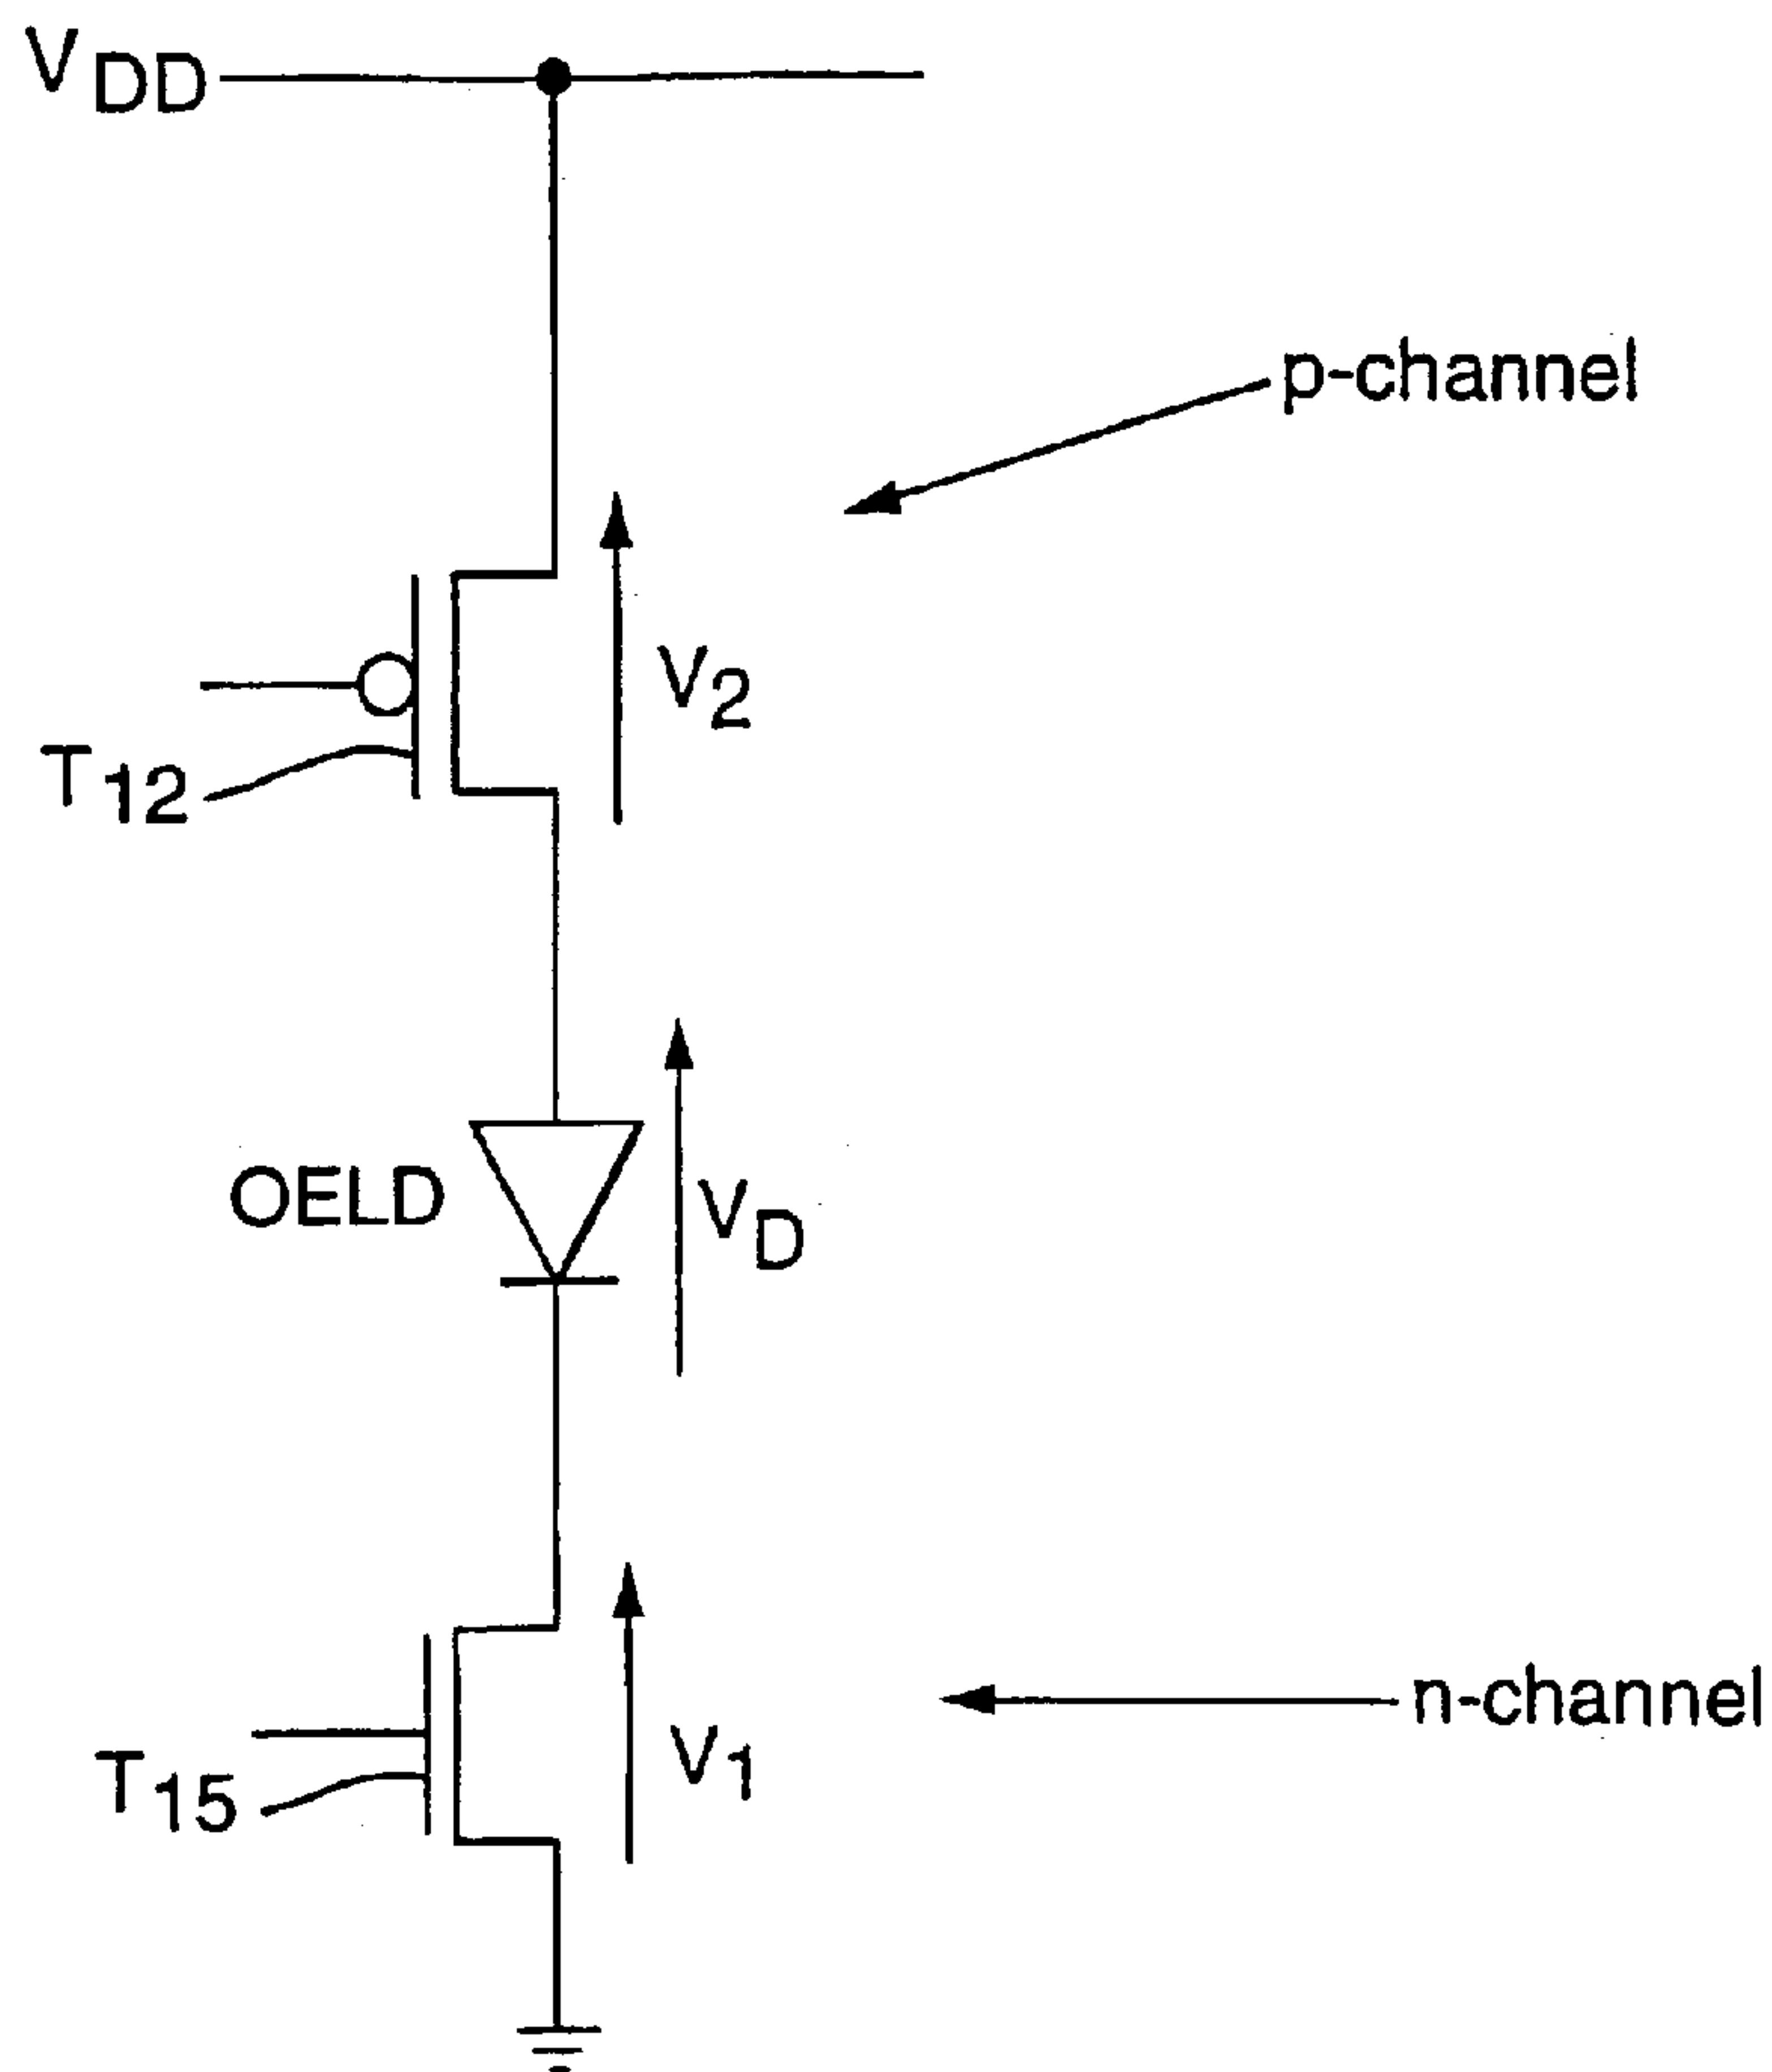 VDD
p-channel
V2
T12
OELD
VD
n-channel
V1
T15